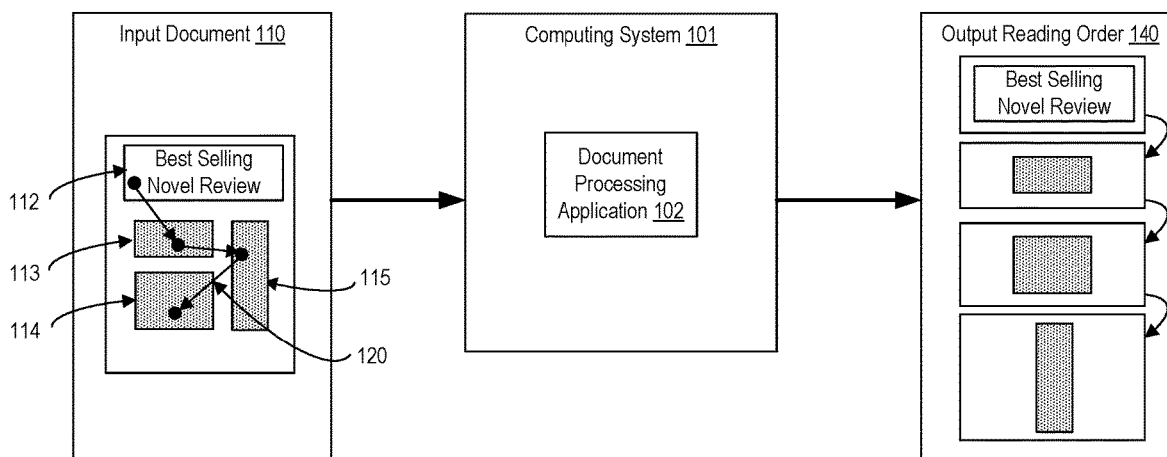 Input Document 110
Best Selling
Novel Review
112
113
114
115
120
Computing System 101
Document
Processing
Application 102
Output Reading Order 140
Best Selling
Novel Review